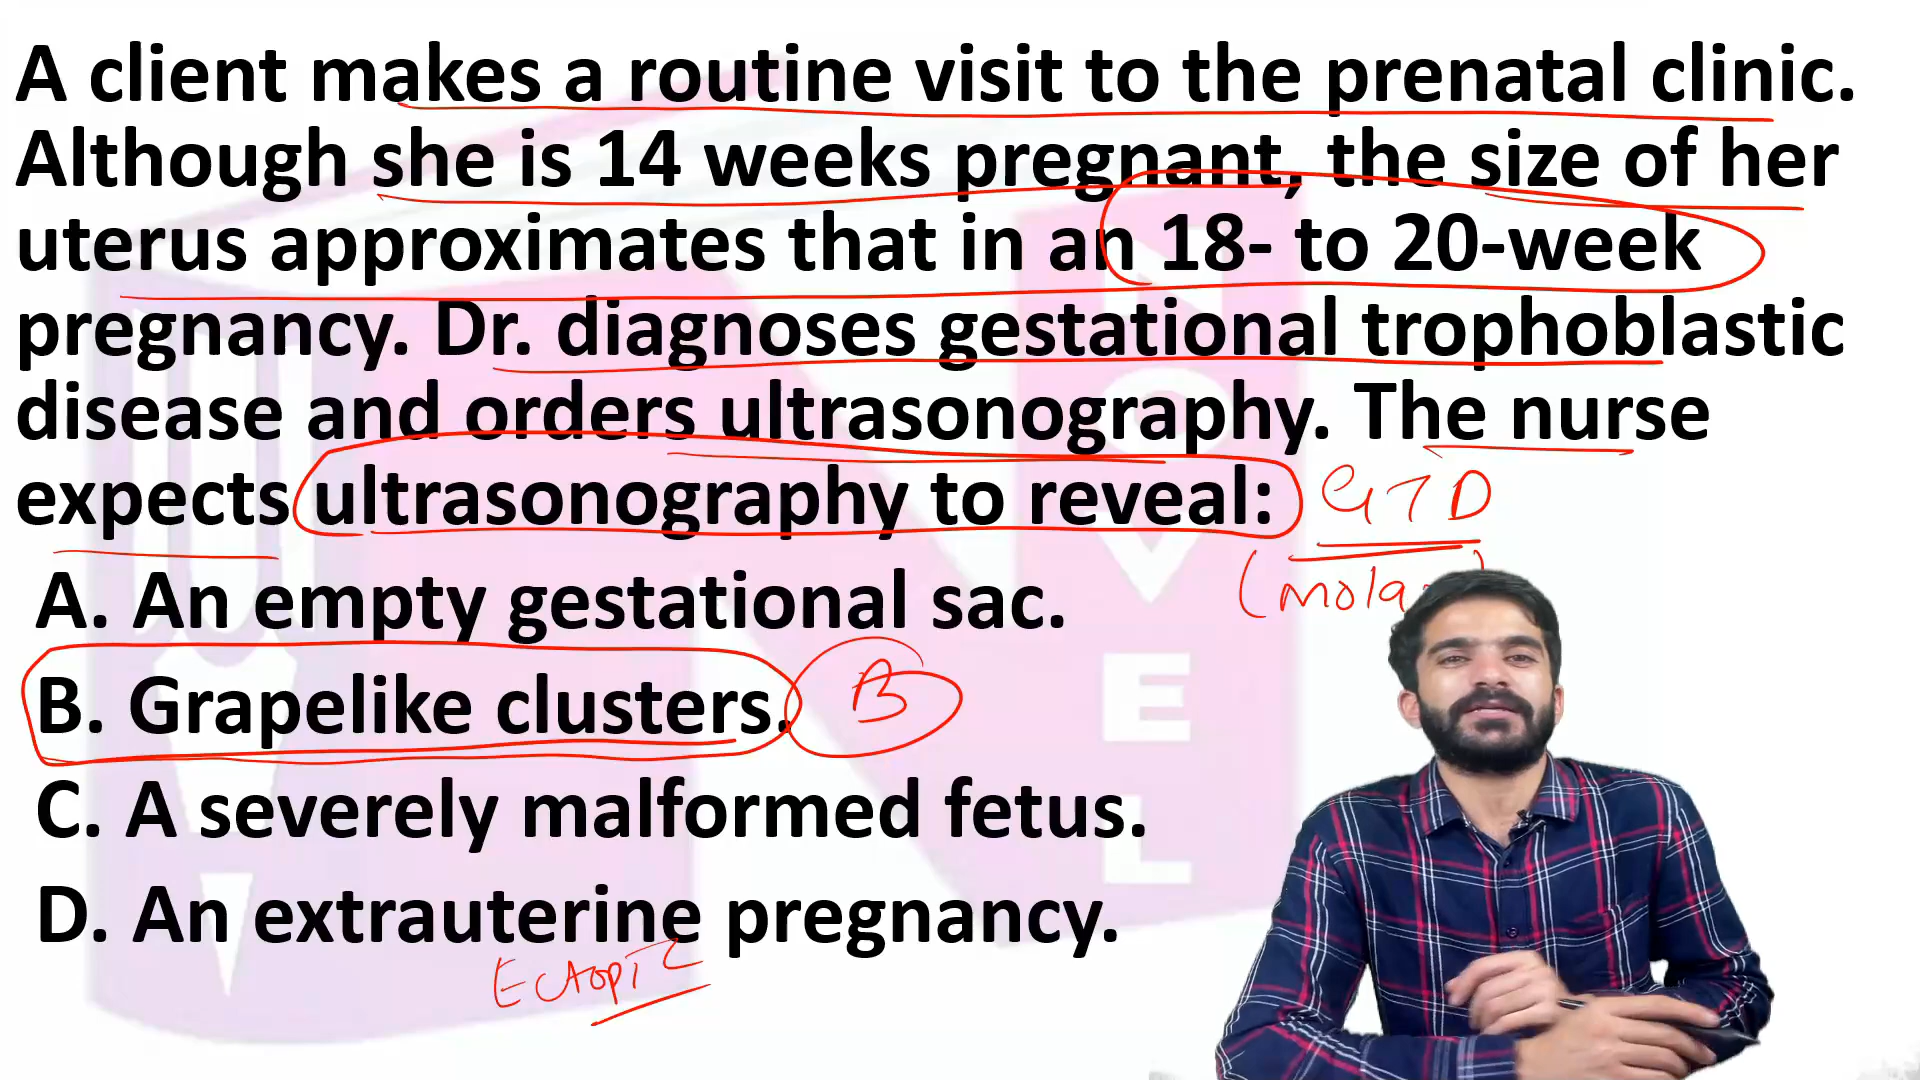 A client makes a routine visit to the prenatal clinic.
Although she is 14 weeks pregnant, the size of her
uterus approximates that in an 18- to 20-week
pregnancy. Dr. diagnoses gestational trophoblastic
disease and orders ultrasonography. The nurse
expects ultrasonography to reveal:
GTD
A. An empty gestational sac.
B. Grapelike clusters.
B
C. A severely malformed fetus.
D. An extrauterine pregnancy.
Ectopic
NOVEL